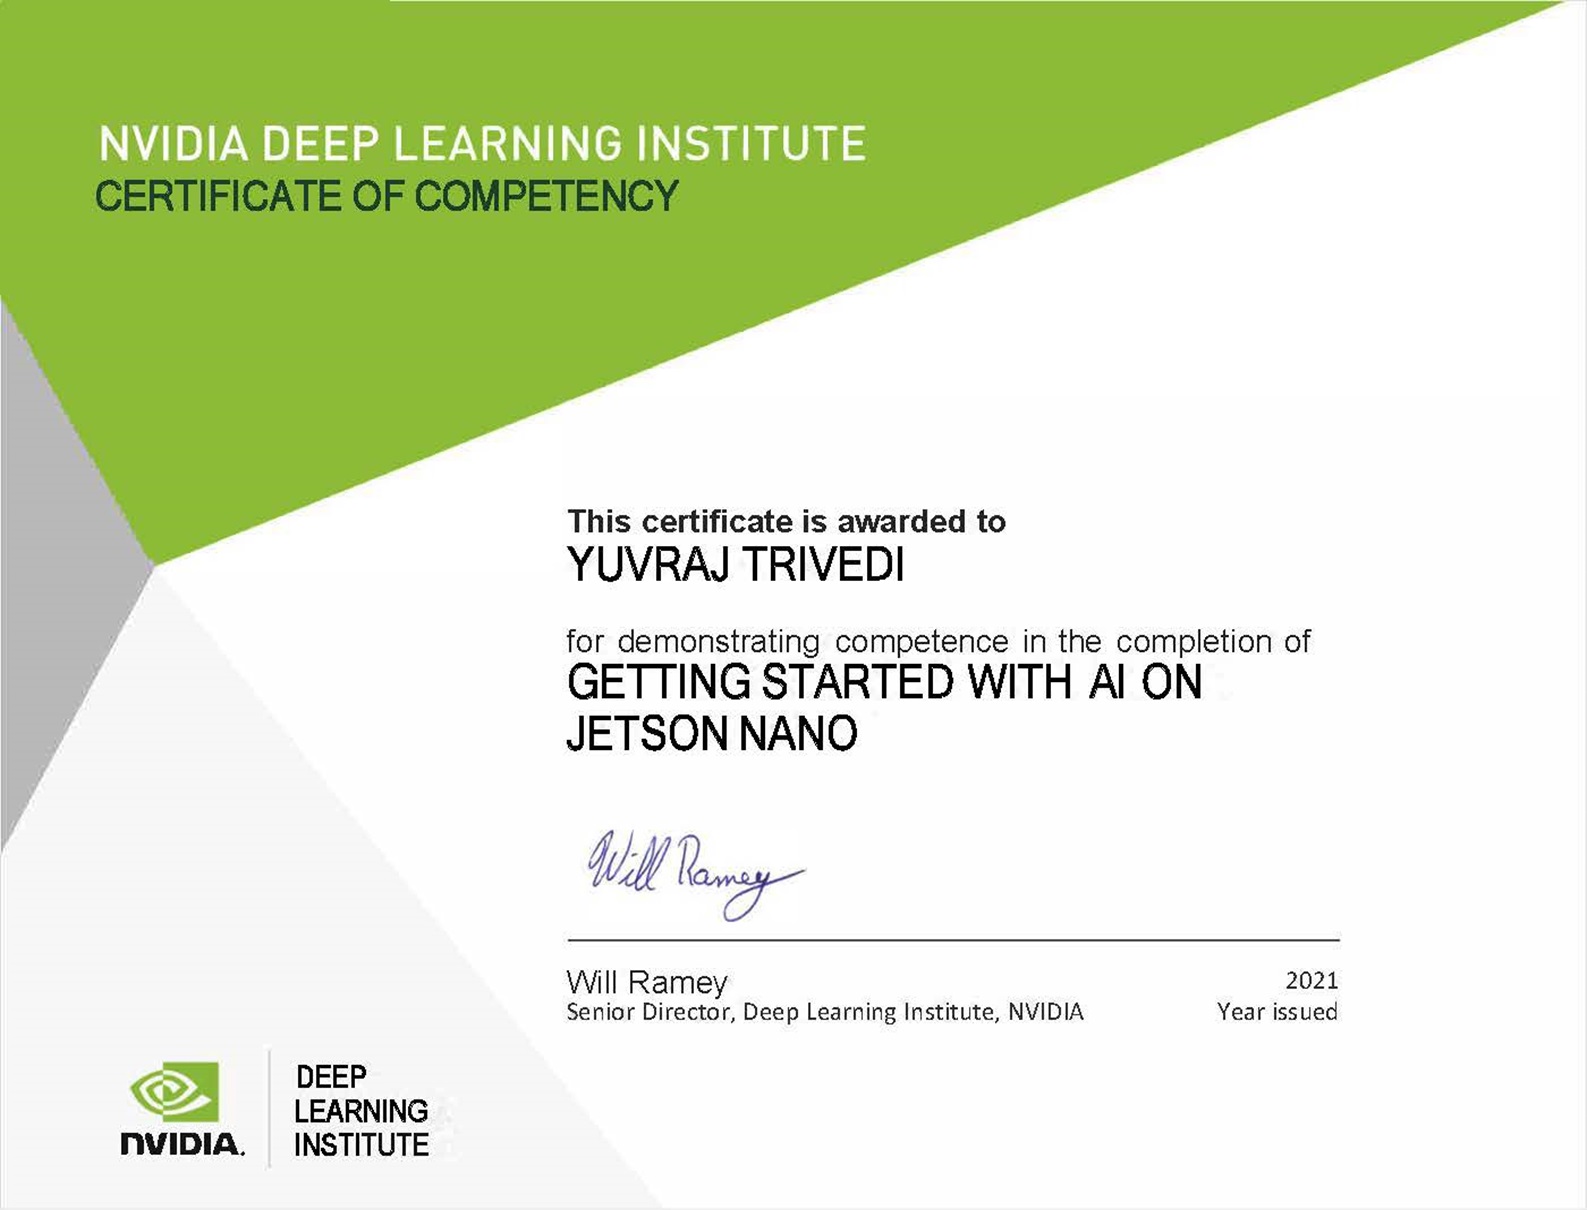 NVIDIA DEEP LEARNING INSTITUTE
CERTIFICATE OF COMPETENCY
This certificate is awarded to
YUVRAJ TRIVEDI
for demonstrating competence in the completion of
GETTING STARTED WITH AI ON
JETSON NANO
Will Ramey
Will Ramey
2021
Senior Director, Deep Learning Institute, NVIDIA
Year issued
NVIDIA.
DEEP
LEARNING
INSTITUTE